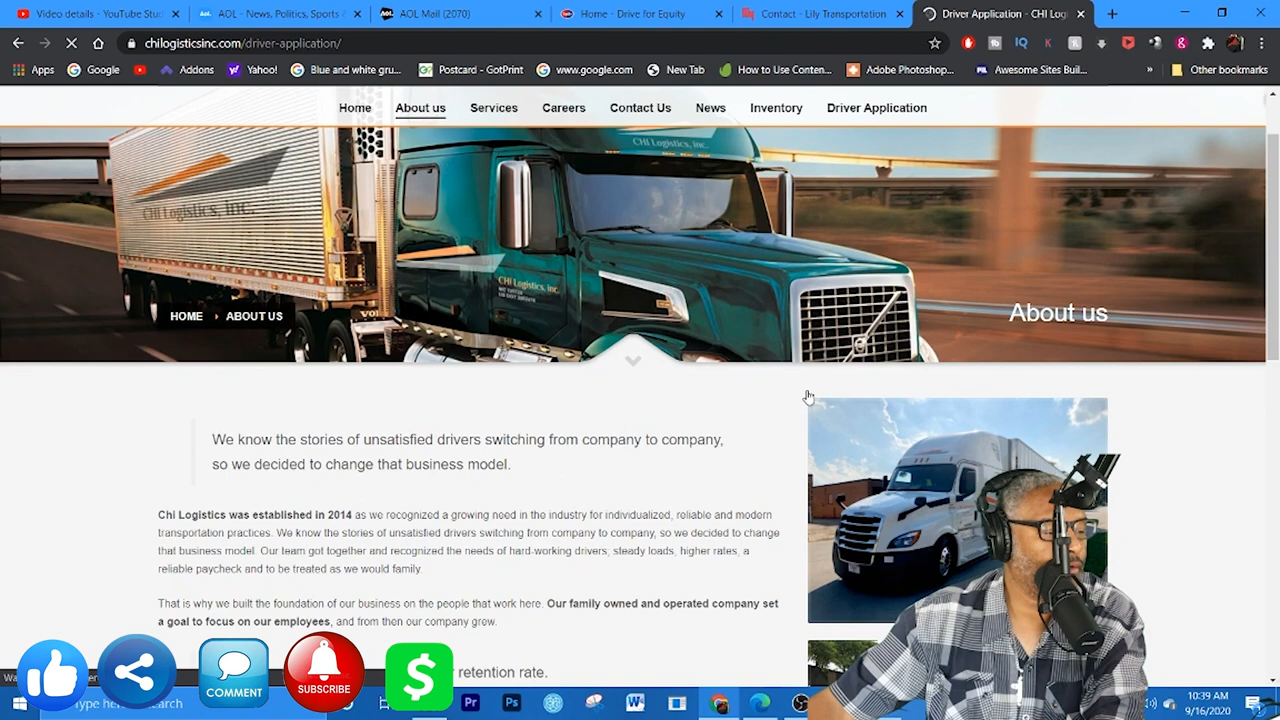 Video details - YouTube Stu
AOL - News, Politics, Sports &
AOL Mail (2070)
Home - Drive for Equity
Contact - Lily Transportation
Driver Application - CHI Logi
chilogisticsinc.com/driver-application/
Apps
Google
Addons
Yahoo!
Blue and white gru...
Postcard - GotPrint
www.google.com
New Tab
How to Use Conten...
Adobe Photoshop...
Awesome Sites Buil...
»
Other bookmarks
Home
About us
Services
Careers
Contact Us
News
Inventory
Driver Application
CHI Logistics, inc.
CHI Logistics, inc.
CHI Logistics, inc.
HOME › ABOUT US
About us
We know the stories of unsatisfied drivers switching from company to company,
so we decided to change that business model.
Chi Logistics was established in 2014 as we recognized a growing need in the industry for individualized, reliable and modern
transportation practices. We know the stories of unsatisfied drivers switching from company to company, so we decided to change
that business model. Our team got together and recognized the needs of hard-working drivers, steady loads, higher rates, a
reliable paycheck and to be treated as we would family.
That is why we built the foundation of our business on the people that work here. Our family owned and operated company set
a goal to focus on our employees, and from then our company grew.
retention rate.
COMMENT
SUBSCRIBE
$
Type here
search
10:39 AM
9/16/2020